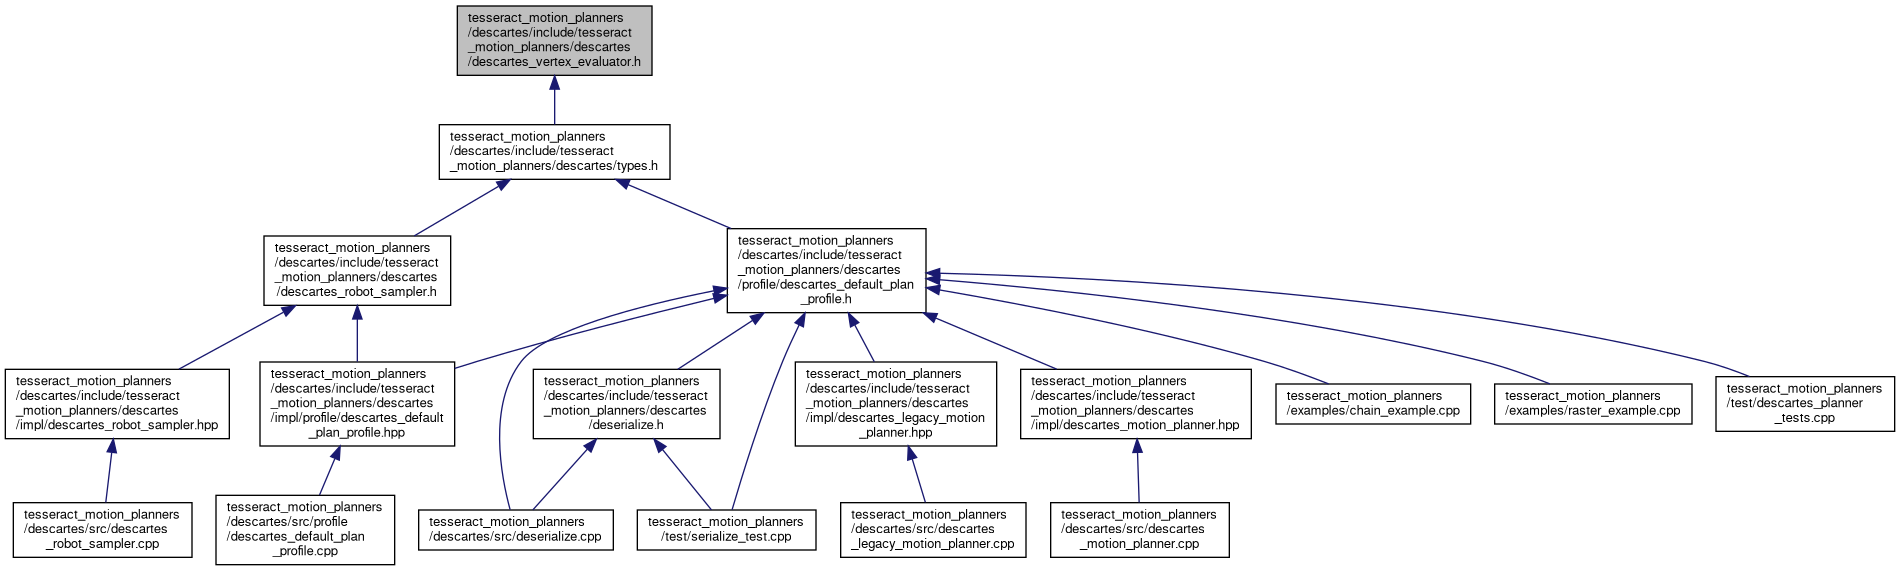 tesseract_motion_planners
/descartes/include/tesseract
_motion_planners/descartes
/descartes_vertex_evaluator.h
tesseract_motion_planners
/descartes/include/tesseract
_motion_planners/descartes/types.h
tesseract_motion_planners
/descartes/include/tesseract
_motion_planners/descartes
/descartes_robot_sampler.h
tesseract_motion_planners
/descartes/include/tesseract
_motion_planners/descartes
/profile/descartes_default_plan
_profile.h
tesseract_motion_planners
/descartes/include/tesseract
_motion_planners/descartes
/impl/descartes_robot_sampler.hpp
tesseract_motion_planners
/descartes/include/tesseract
_motion_planners/descartes
/impl/profile/descartes_default
_plan_profile.hpp
tesseract_motion_planners
/descartes/include/tesseract
_motion_planners/descartes
/deserialize.h
tesseract_motion_planners
/descartes/include/tesseract
_motion_planners/descartes
/impl/descartes_legacy_motion
_planner.hpp
tesseract_motion_planners
/descartes/include/tesseract
_motion_planners/descartes
/impl/descartes_motion_planner.hpp
tesseract_motion_planners
/examples/chain_example.cpp
tesseract_motion_planners
/examples/raster_example.cpp
tesseract_motion_planners
/test/descartes_planner
_tests.cpp
tesseract_motion_planners
/descartes/src/descartes
_robot_sampler.cpp
tesseract_motion_planners
/descartes/src/profile
/descartes_default_plan
_profile.cpp
tesseract_motion_planners
/descartes/src/deserialize.cpp
tesseract_motion_planners
/test/serialize_test.cpp
tesseract_motion_planners
/descartes/src/descartes
_legacy_motion_planner.cpp
tesseract_motion_planners
/descartes/src/descartes
_motion_planner.cpp